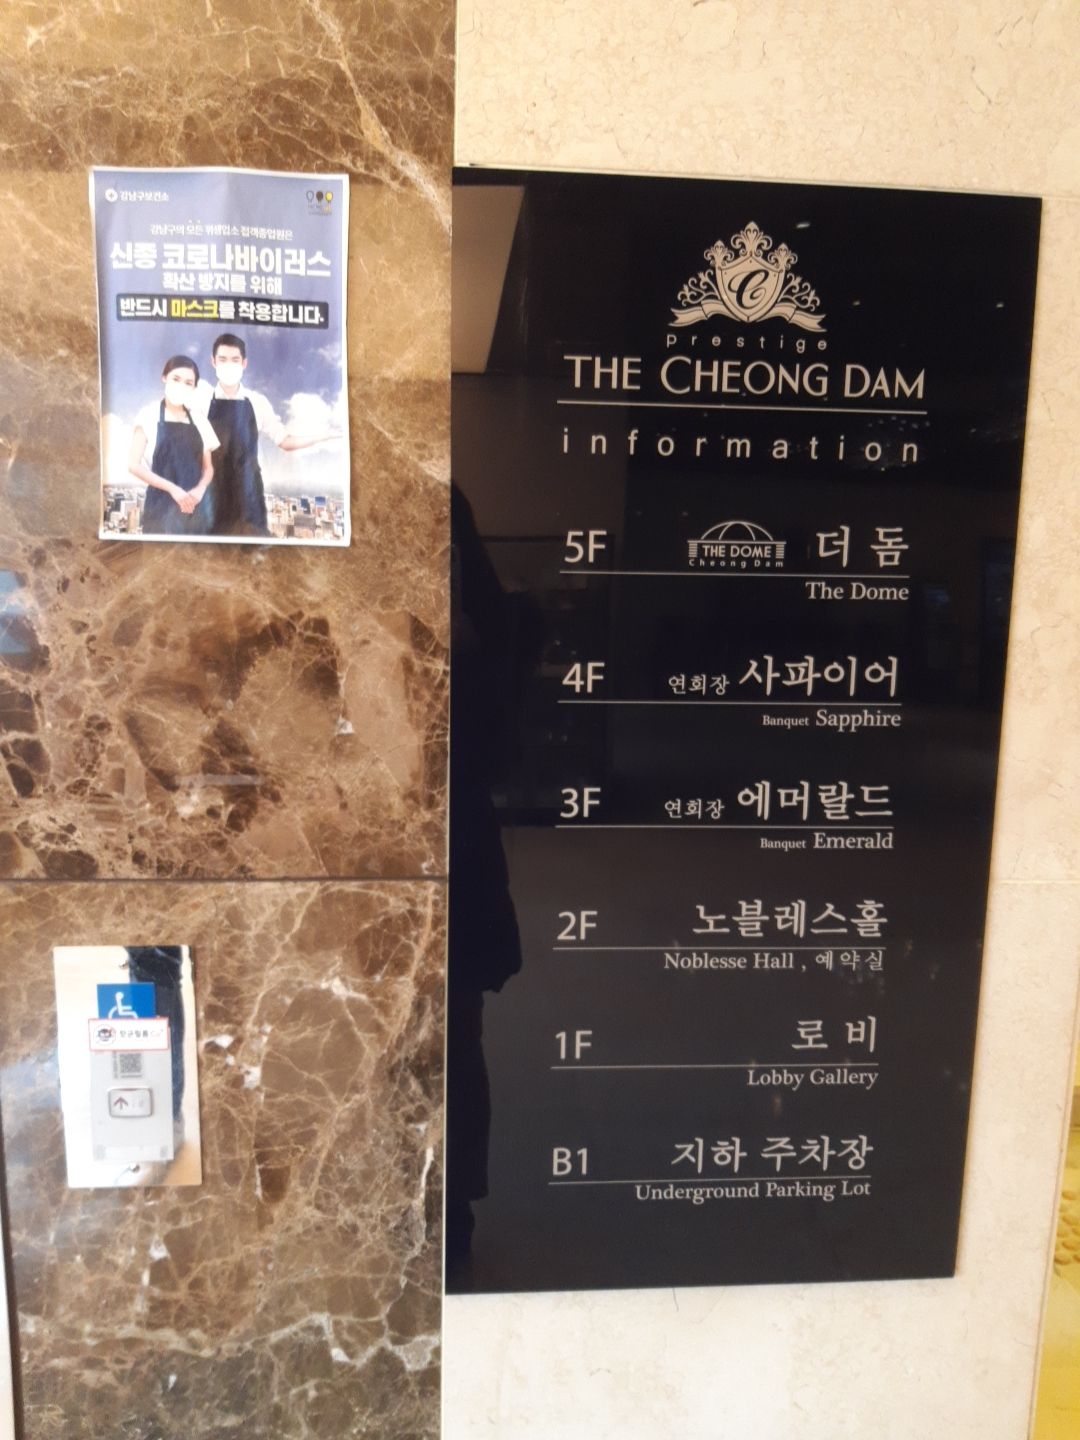 강남구보건소
강남구의 모든 위생업소 접객종업원은
신종 코로나바이러스
확산 방지를 위해
반드시 마스크를 착용합니다.
C
prestige
THE CHEONG DAM
information
5F THE DOME Cheong Dam 더 돔
The Dome
4F 연회장 사파이어
Banquet Sapphire
3F 연회장 에머랄드
Banquet Emerald
2F 노블레스홀
Noblesse Hall , 예약실
1F 로비
Lobby Gallery
B1 지하 주차장
Underground Parking Lot
항균필름